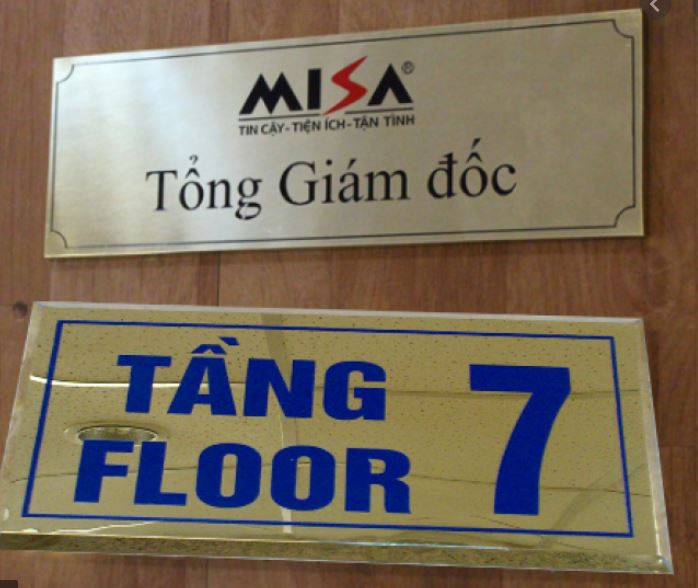 MISA®
TIN CẬY-TIỆN ÍCH-TẬN TÌNH
Tổng Giám đốc
TẦNG
FLOOR
7